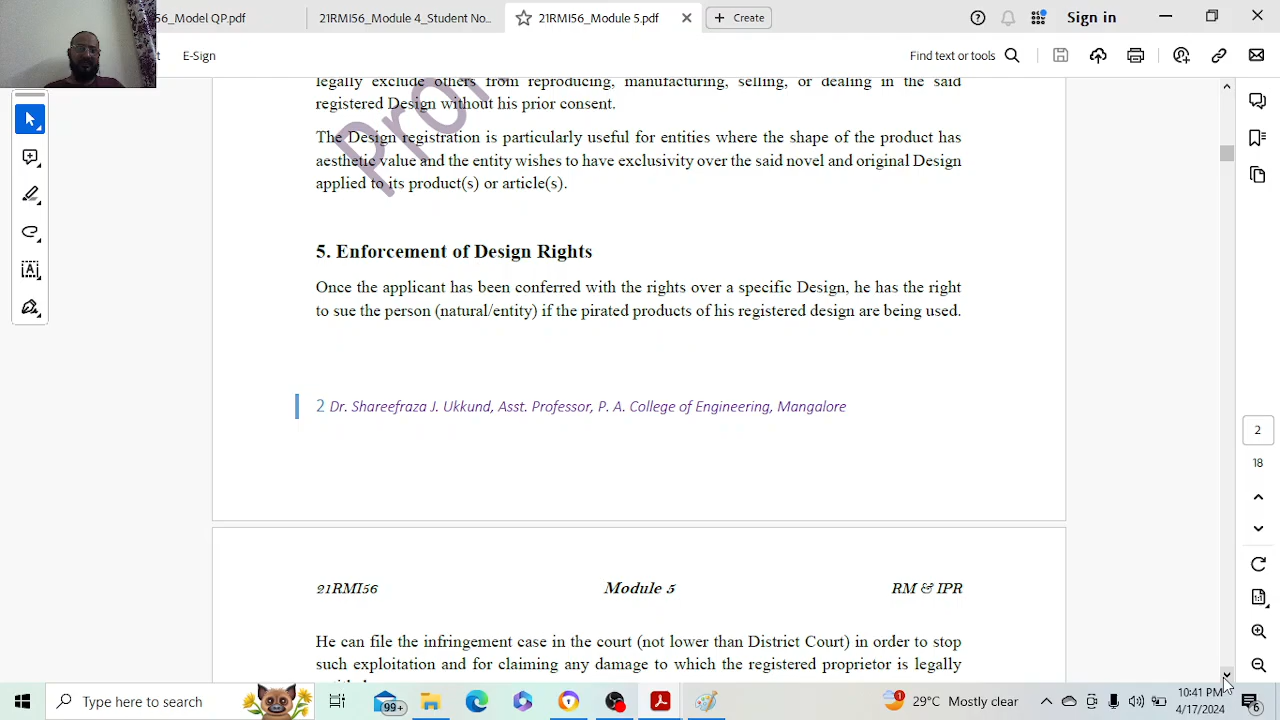 56_Model QP.pdf
21RMI56_Module 4_Student No...
21RMI56_Module 5.pdf
Create
Sign in
E-Sign
Find text or tools
legally exclude others from reproducing, manufacturing, selling, or dealing in the said
registered Design without his prior consent.
The Design registration is particularly useful for entities where the shape of the product has
aesthetic value and the entity wishes to have exclusivity over the said novel and original Design
applied to its product(s) or article(s).
5. Enforcement of Design Rights
Once the applicant has been conferred with the rights over a specific Design, he has the right
to sue the person (natural/entity) if the pirated products of his registered design are being used.
2 Dr. Shareefraza J. Ukkund, Asst. Professor, P. A. College of Engineering, Mangalore
2
18
21RMI56 Module 5 RM & IPR
He can file the infringement case in the court (not lower than District Court) in order to stop
such exploitation and for claiming any damage to which the registered proprietor is legally
Type here to search
99+
1
29°C Mostly clear
10:41 PM
4/17/2024
6